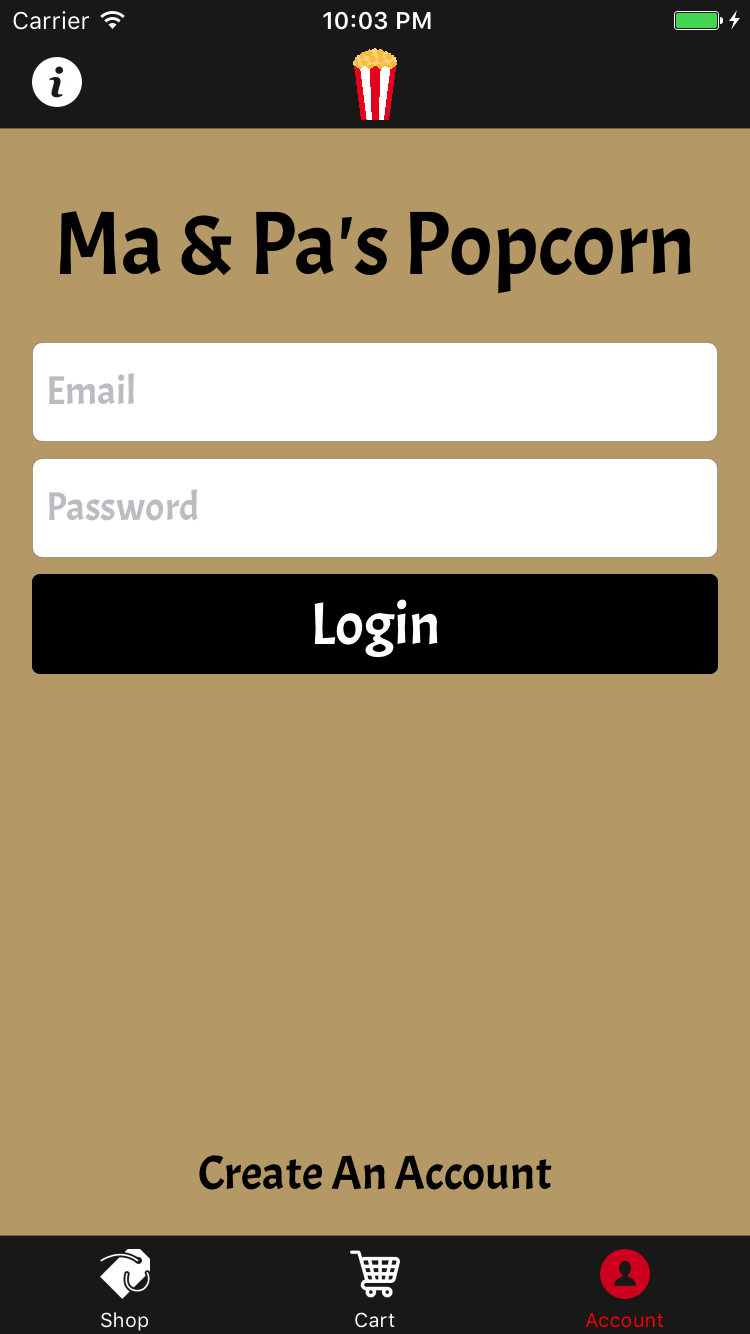 Carrier 10:03 PM
i
Ma & Pa's Popcorn
Email
Password
Login
Create An Account
Shop Cart Account